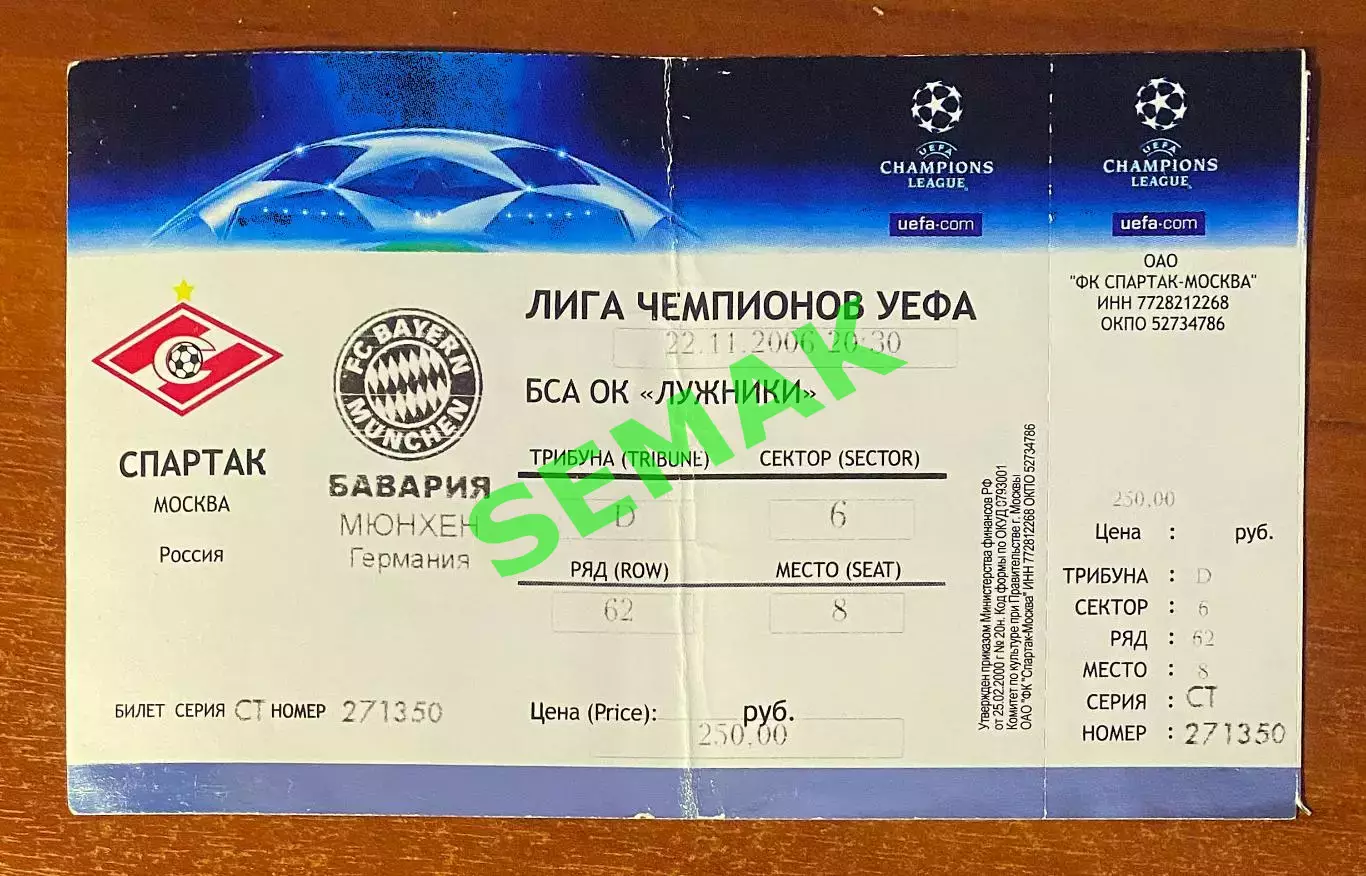 UEFA
CHAMPIONS
LEAGUE
uefa.com
UEFA
CHAMPIONS
LEAGUE
uefa.com
ОАО
"ФК СПАРТАК-МОСКВА"
ИНН 7728212268
ОКПО 52734786
ЛИГА ЧЕМПИОНОВ УЕФА
22.11.2006 20:30
БСА ОК «ЛУЖНИКИ»
FC BAYERN
MÜNCHEN
СПАРТАК
МОСКВА
Россия
БАВАРИЯ
МЮНХЕН
Германия
ТРИБУНА (TRIBUNE) СЕКТОР (SECTOR)
D 6
РЯД (ROW) МЕСТО (SEAT)
62 8
SEMAK
БИЛЕТ СЕРИЯ СТ НОМЕР 271350
Цена (Price): руб.
250,00
Утвержден приказом Министерства финансов РФ
от 25.02.2000 г № 20н. Код формы по ОКУД 0793001
Комитет по культуре при Правительстве г. Москвы
ОАО "ФК "Спартак-Москва" ИНН 7728212268 ОКПО 52734786
250,00
Цена : руб.
ТРИБУНА : D
СЕКТОР : 6
РЯД : 62
МЕСТО : 8
СЕРИЯ : СТ
НОМЕР : 271350